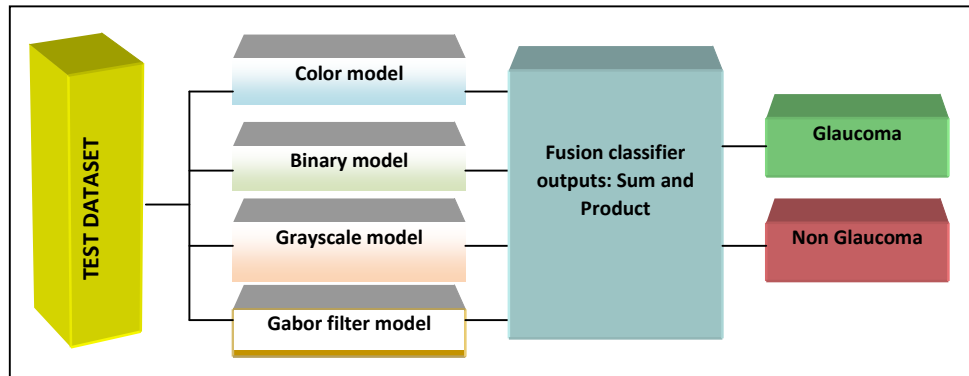 TEST DATASET
Color model
Binary model
Grayscale model
Gabor filter model
Fusion classifier
outputs: Sum and
Product
Glaucoma
Non Glaucoma